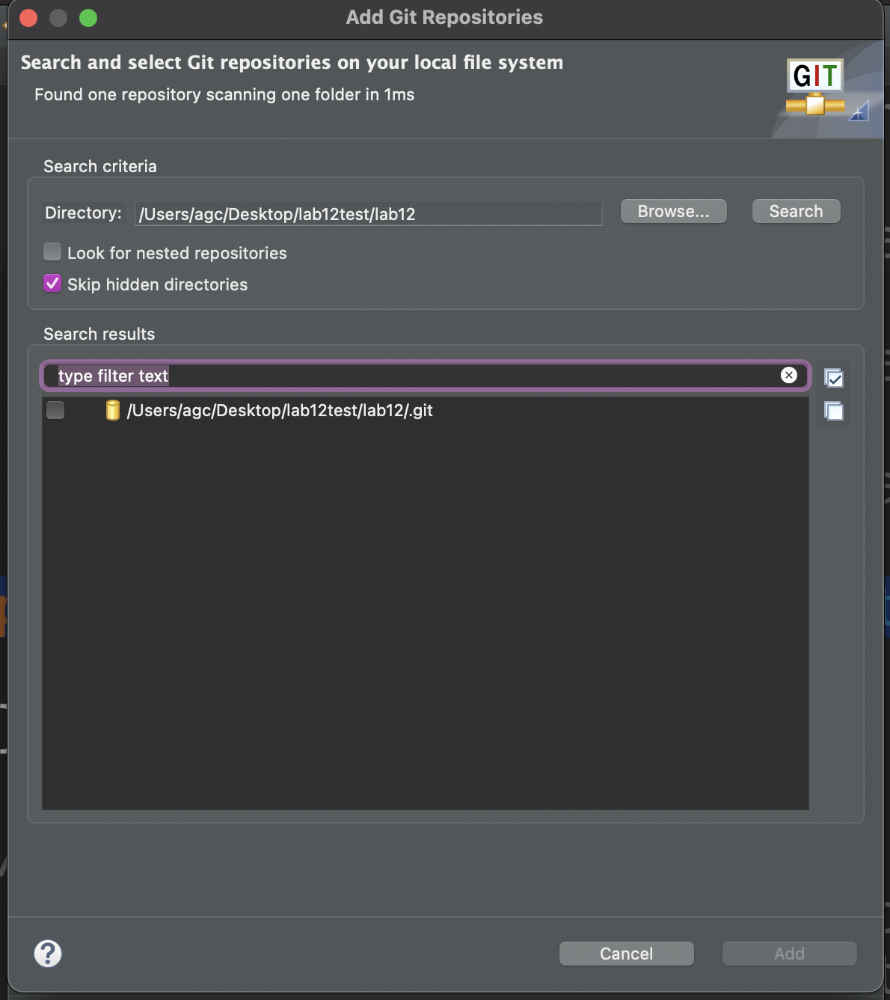 Add Git Repositories
Search and select Git repositories on your local file system
Found one repository scanning one folder in 1ms
GIT
Search criteria
Directory: /Users/agc/Desktop/lab12test/lab12 Browse... Search
Look for nested repositories
Skip hidden directories
Search results
type filter text
/Users/agc/Desktop/lab12test/lab12/.git
? Cancel Add